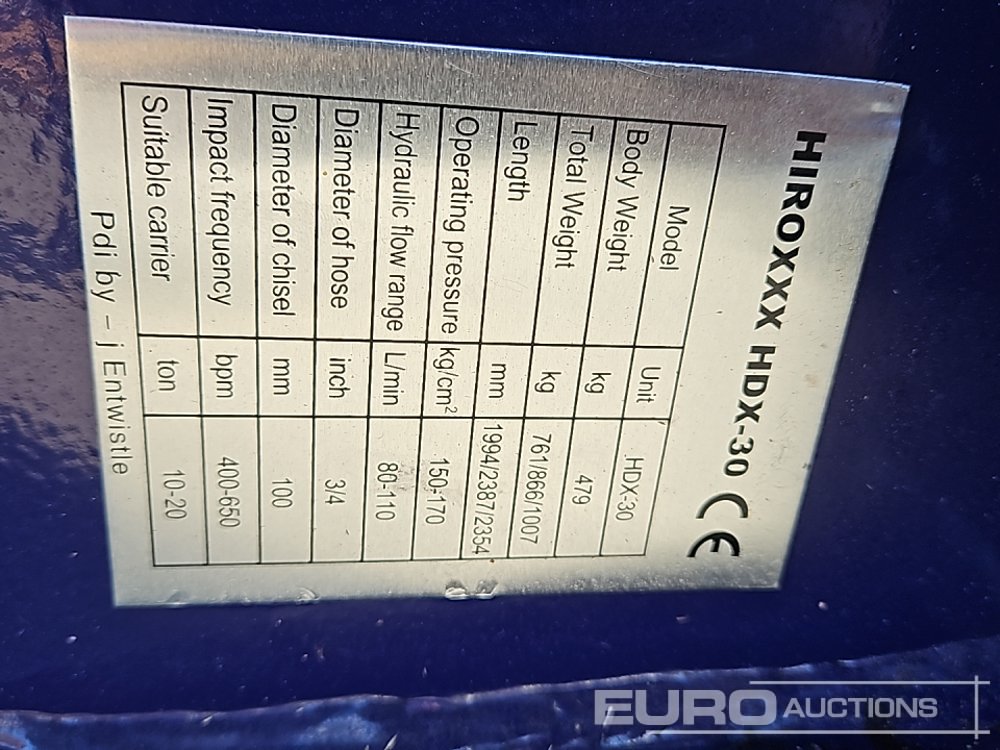 HIROXXX HDX-30 CE
Model Unit HDX-30
Body Weight kg 479
Total Weight kg 761/866/1007
Length mm 1994/2387/2354
Operating pressure kg/cm² 150-170
Hydraulic flow range L/min 80-110
Diameter of hose inch 3/4
Diameter of chisel mm 100
Impact frequency bpm 400-650
Suitable carrier ton 10-20
Pdi by - j Entwistle
EURO AUCTIONS